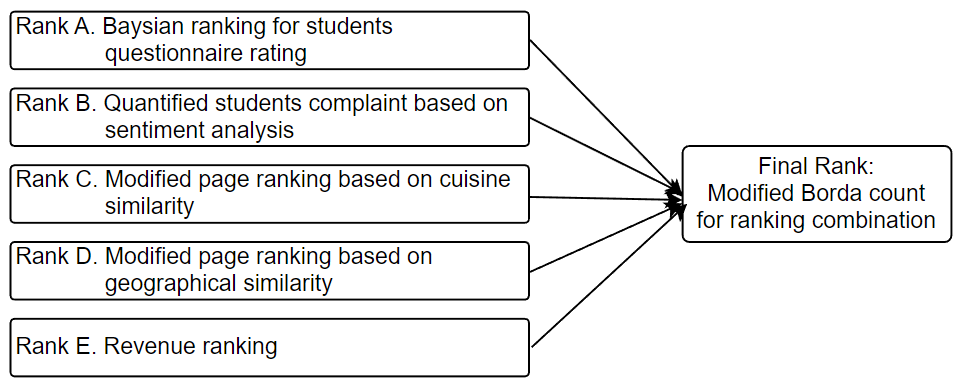 Rank A. Baysian ranking for students
questionnaire rating
Rank B. Quantified students complaint based on
sentiment analysis
Rank C. Modified page ranking based on cuisine
similarity
Rank D. Modified page ranking based on
geographical similarity
Rank E. Revenue ranking
Final Rank:
Modified Borda count
for ranking combination